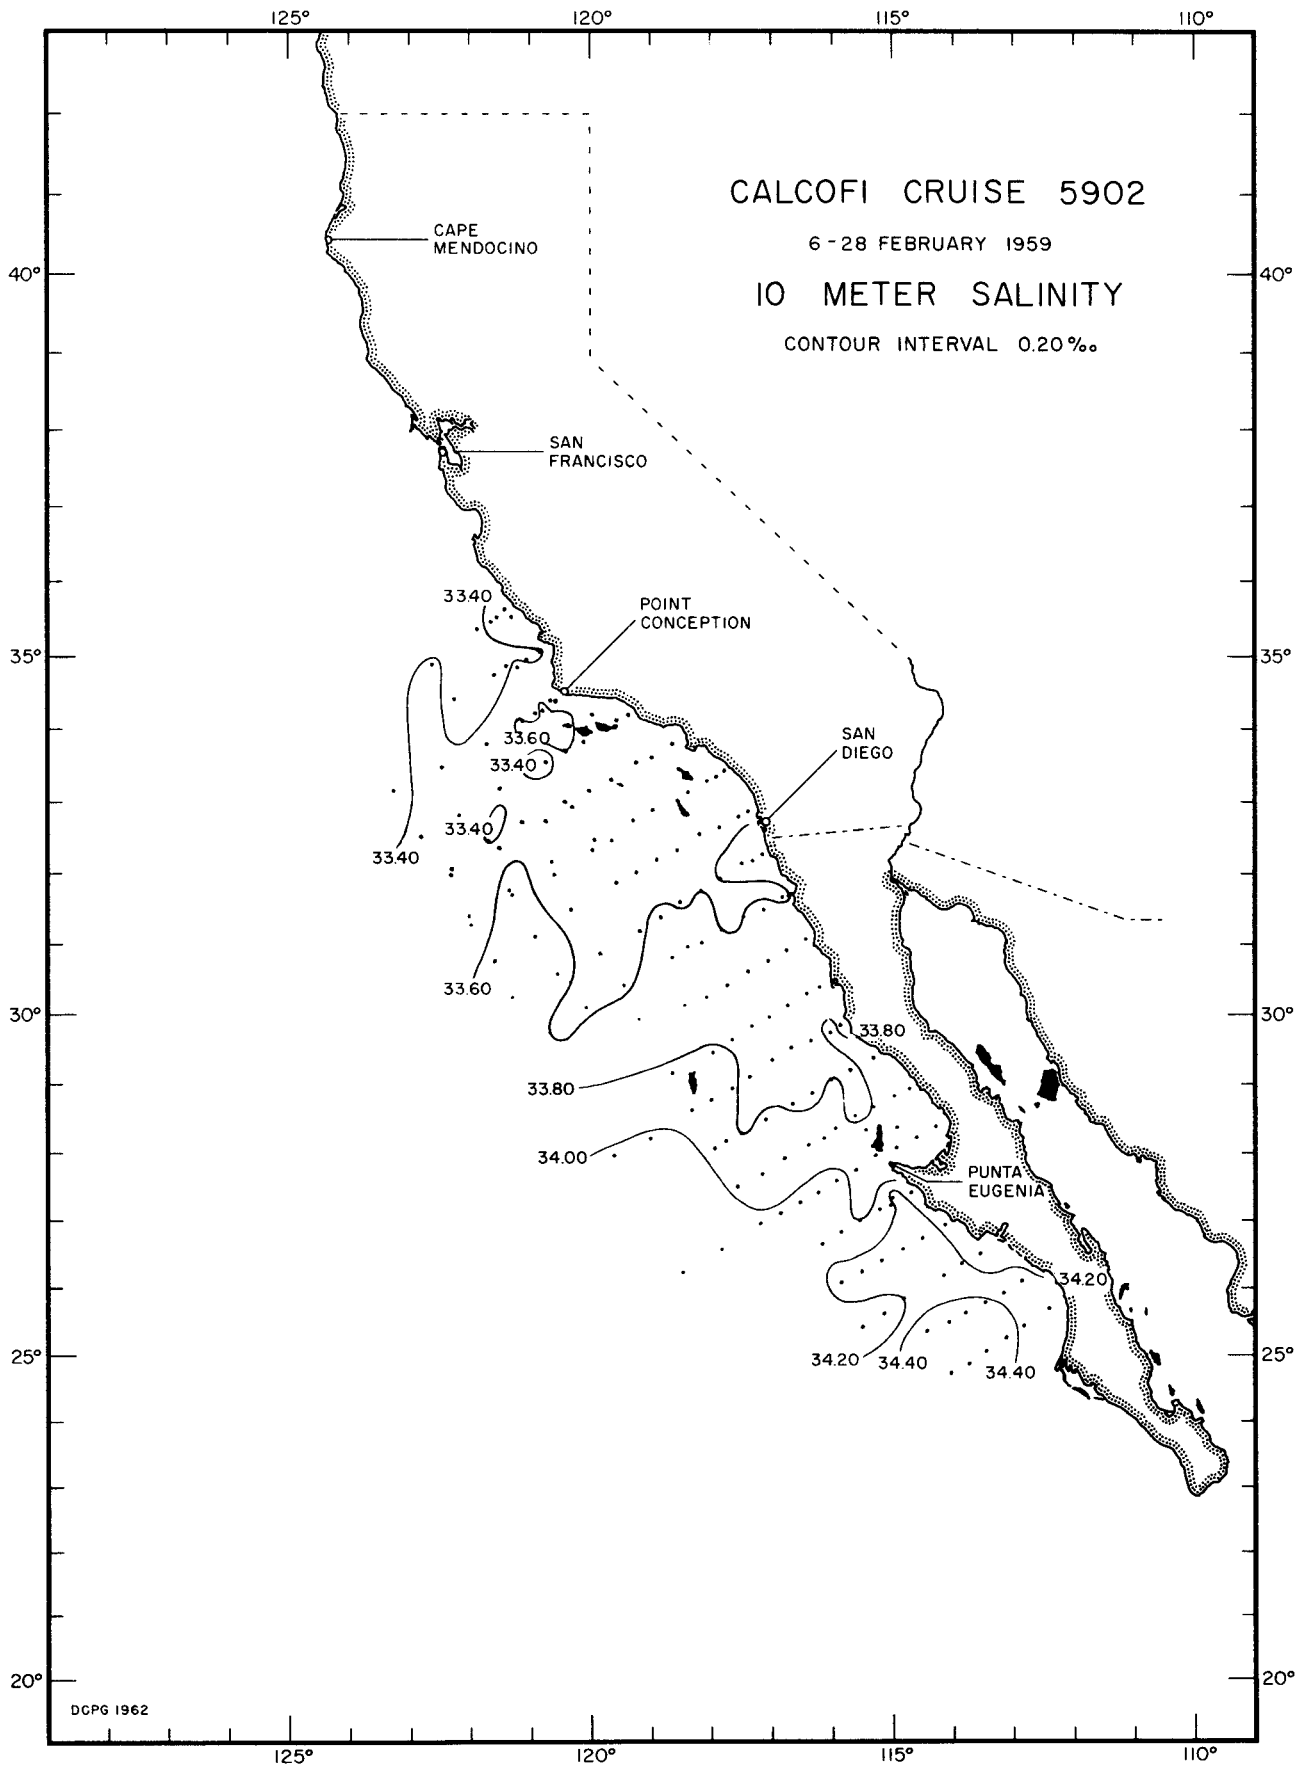 125° 120° 115° 110°
CALCOFI CRUISE 5902
6-28 FEBRUARY 1959
10 METER SALINITY
CONTOUR INTERVAL 0.20‰
CAPE
MENDOCINO
40° 40°
SAN
FRANCISCO
33.40
POINT
CONCEPTION
35° 35°
SAN
DIEGO
33.60
33.40
33.40
33.40
33.60
30° 30°
33.80
33.80
34.00
PUNTA
EUGENIA
34.20
25° 25°
34.20 34.40 34.40
20° 20°
DCPG 1962
125° 120° 115° 110°